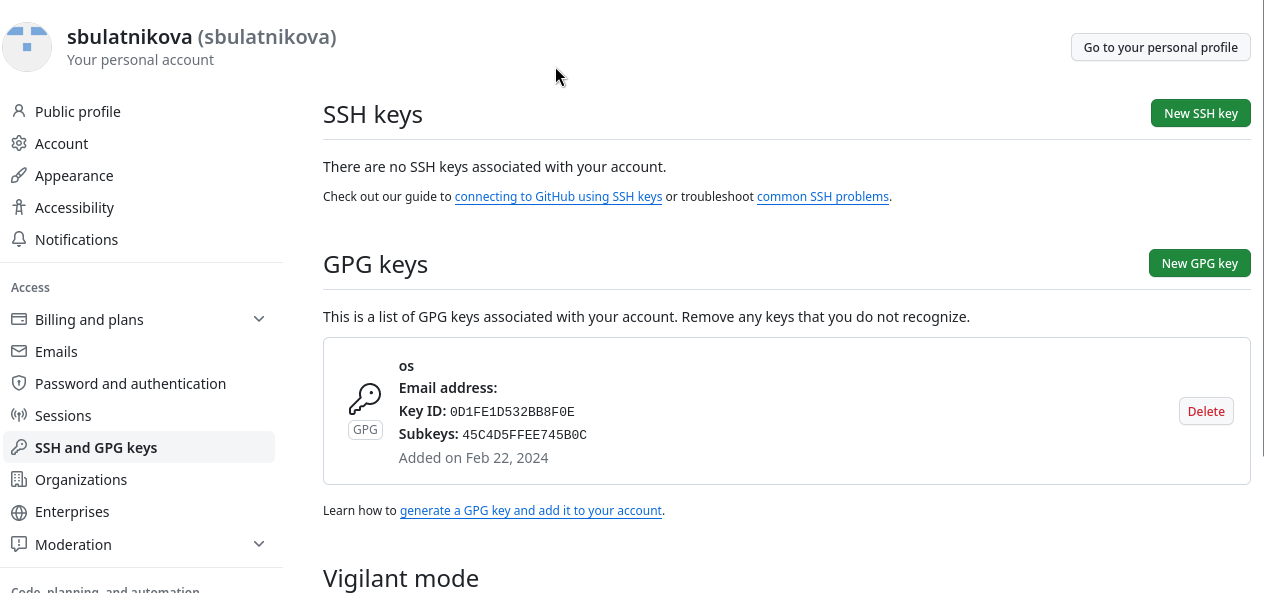 sbulatnikova (sbulatnikova)
Your personal account
Go to your personal profile
Public profile
Account
Appearance
Accessibility
Notifications
Access
Billing and plans
Emails
Password and authentication
Sessions
SSH and GPG keys
Organizations
Enterprises
Moderation
Code, planning, and automation
SSH keys
New SSH key
There are no SSH keys associated with your account.
Check out our guide to connecting to GitHub using SSH keys or troubleshoot common SSH problems.
GPG keys
New GPG key
This is a list of GPG keys associated with your account. Remove any keys that you do not recognize.
os
Email address:
Key ID: 0D1FE1D532BB8F0E
GPG
Subkeys: 45C4D5FFEE745B0C
Added on Feb 22, 2024
Delete
Learn how to generate a GPG key and add it to your account.
Vigilant mode